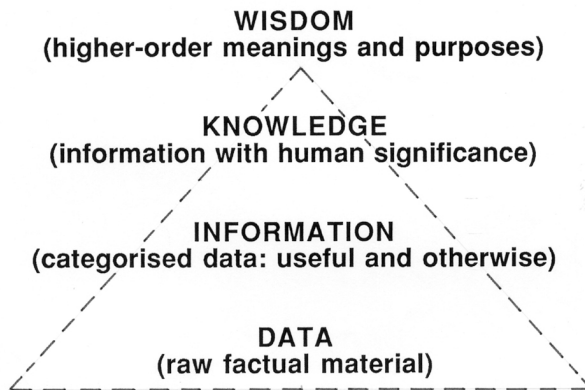 WISDOM
(higher-order meanings and purposes)
KNOWLEDGE
(information with human significance)
INFORMATION
(categorised data: useful and otherwise)
DATA
(raw factual material)